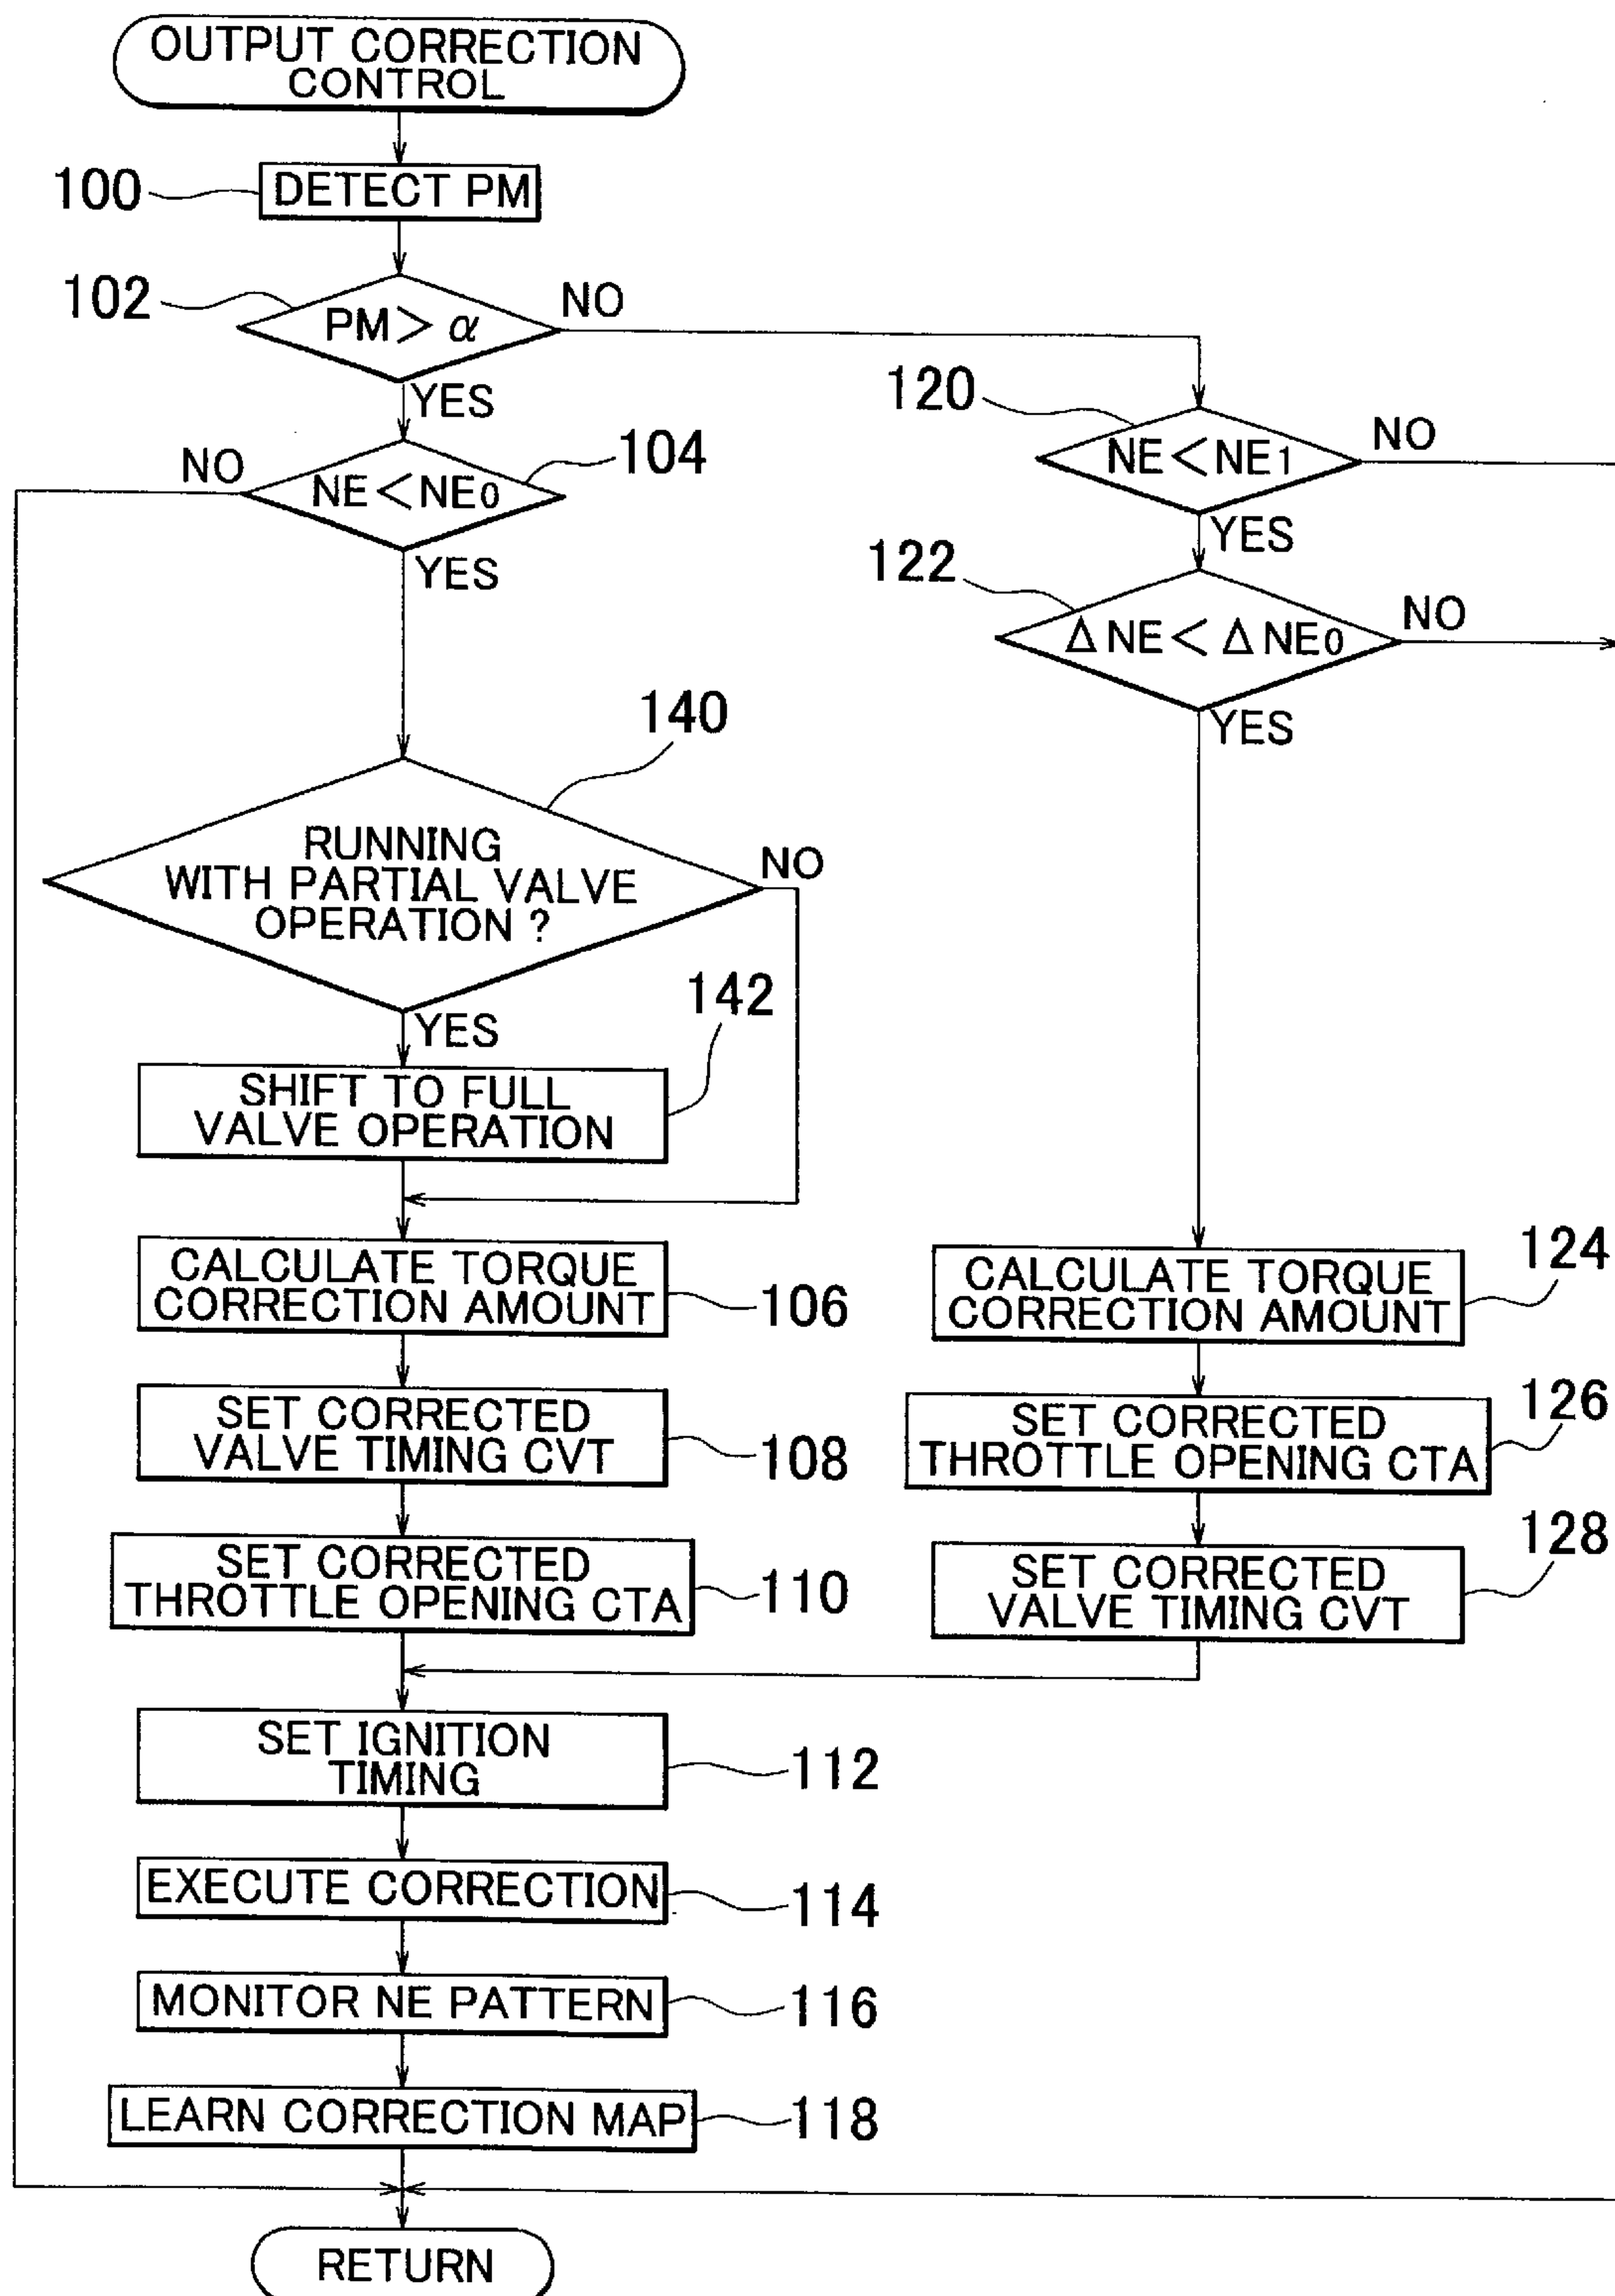 OUTPUT CORRECTION
CONTROL
100
DETECT PM
102
PM > α
NO
YES
120
NE < NE1
NO
YES
NO
NE < NE0
104
YES
122
Δ NE < Δ NE0
NO
YES
140
RUNNING
WITH PARTIAL VALVE
OPERATION ?
NO
YES
142
SHIFT TO FULL
VALVE OPERATION
CALCULATE TORQUE
CORRECTION AMOUNT
106
CALCULATE TORQUE
CORRECTION AMOUNT
124
SET CORRECTED
VALVE TIMING CVT
108
SET CORRECTED
THROTTLE OPENING CTA
126
SET CORRECTED
THROTTLE OPENING CTA
110
SET CORRECTED
VALVE TIMING CVT
128
SET IGNITION
TIMING
112
EXECUTE CORRECTION
114
MONITOR NE PATTERN
116
LEARN CORRECTION MAP
118
RETURN